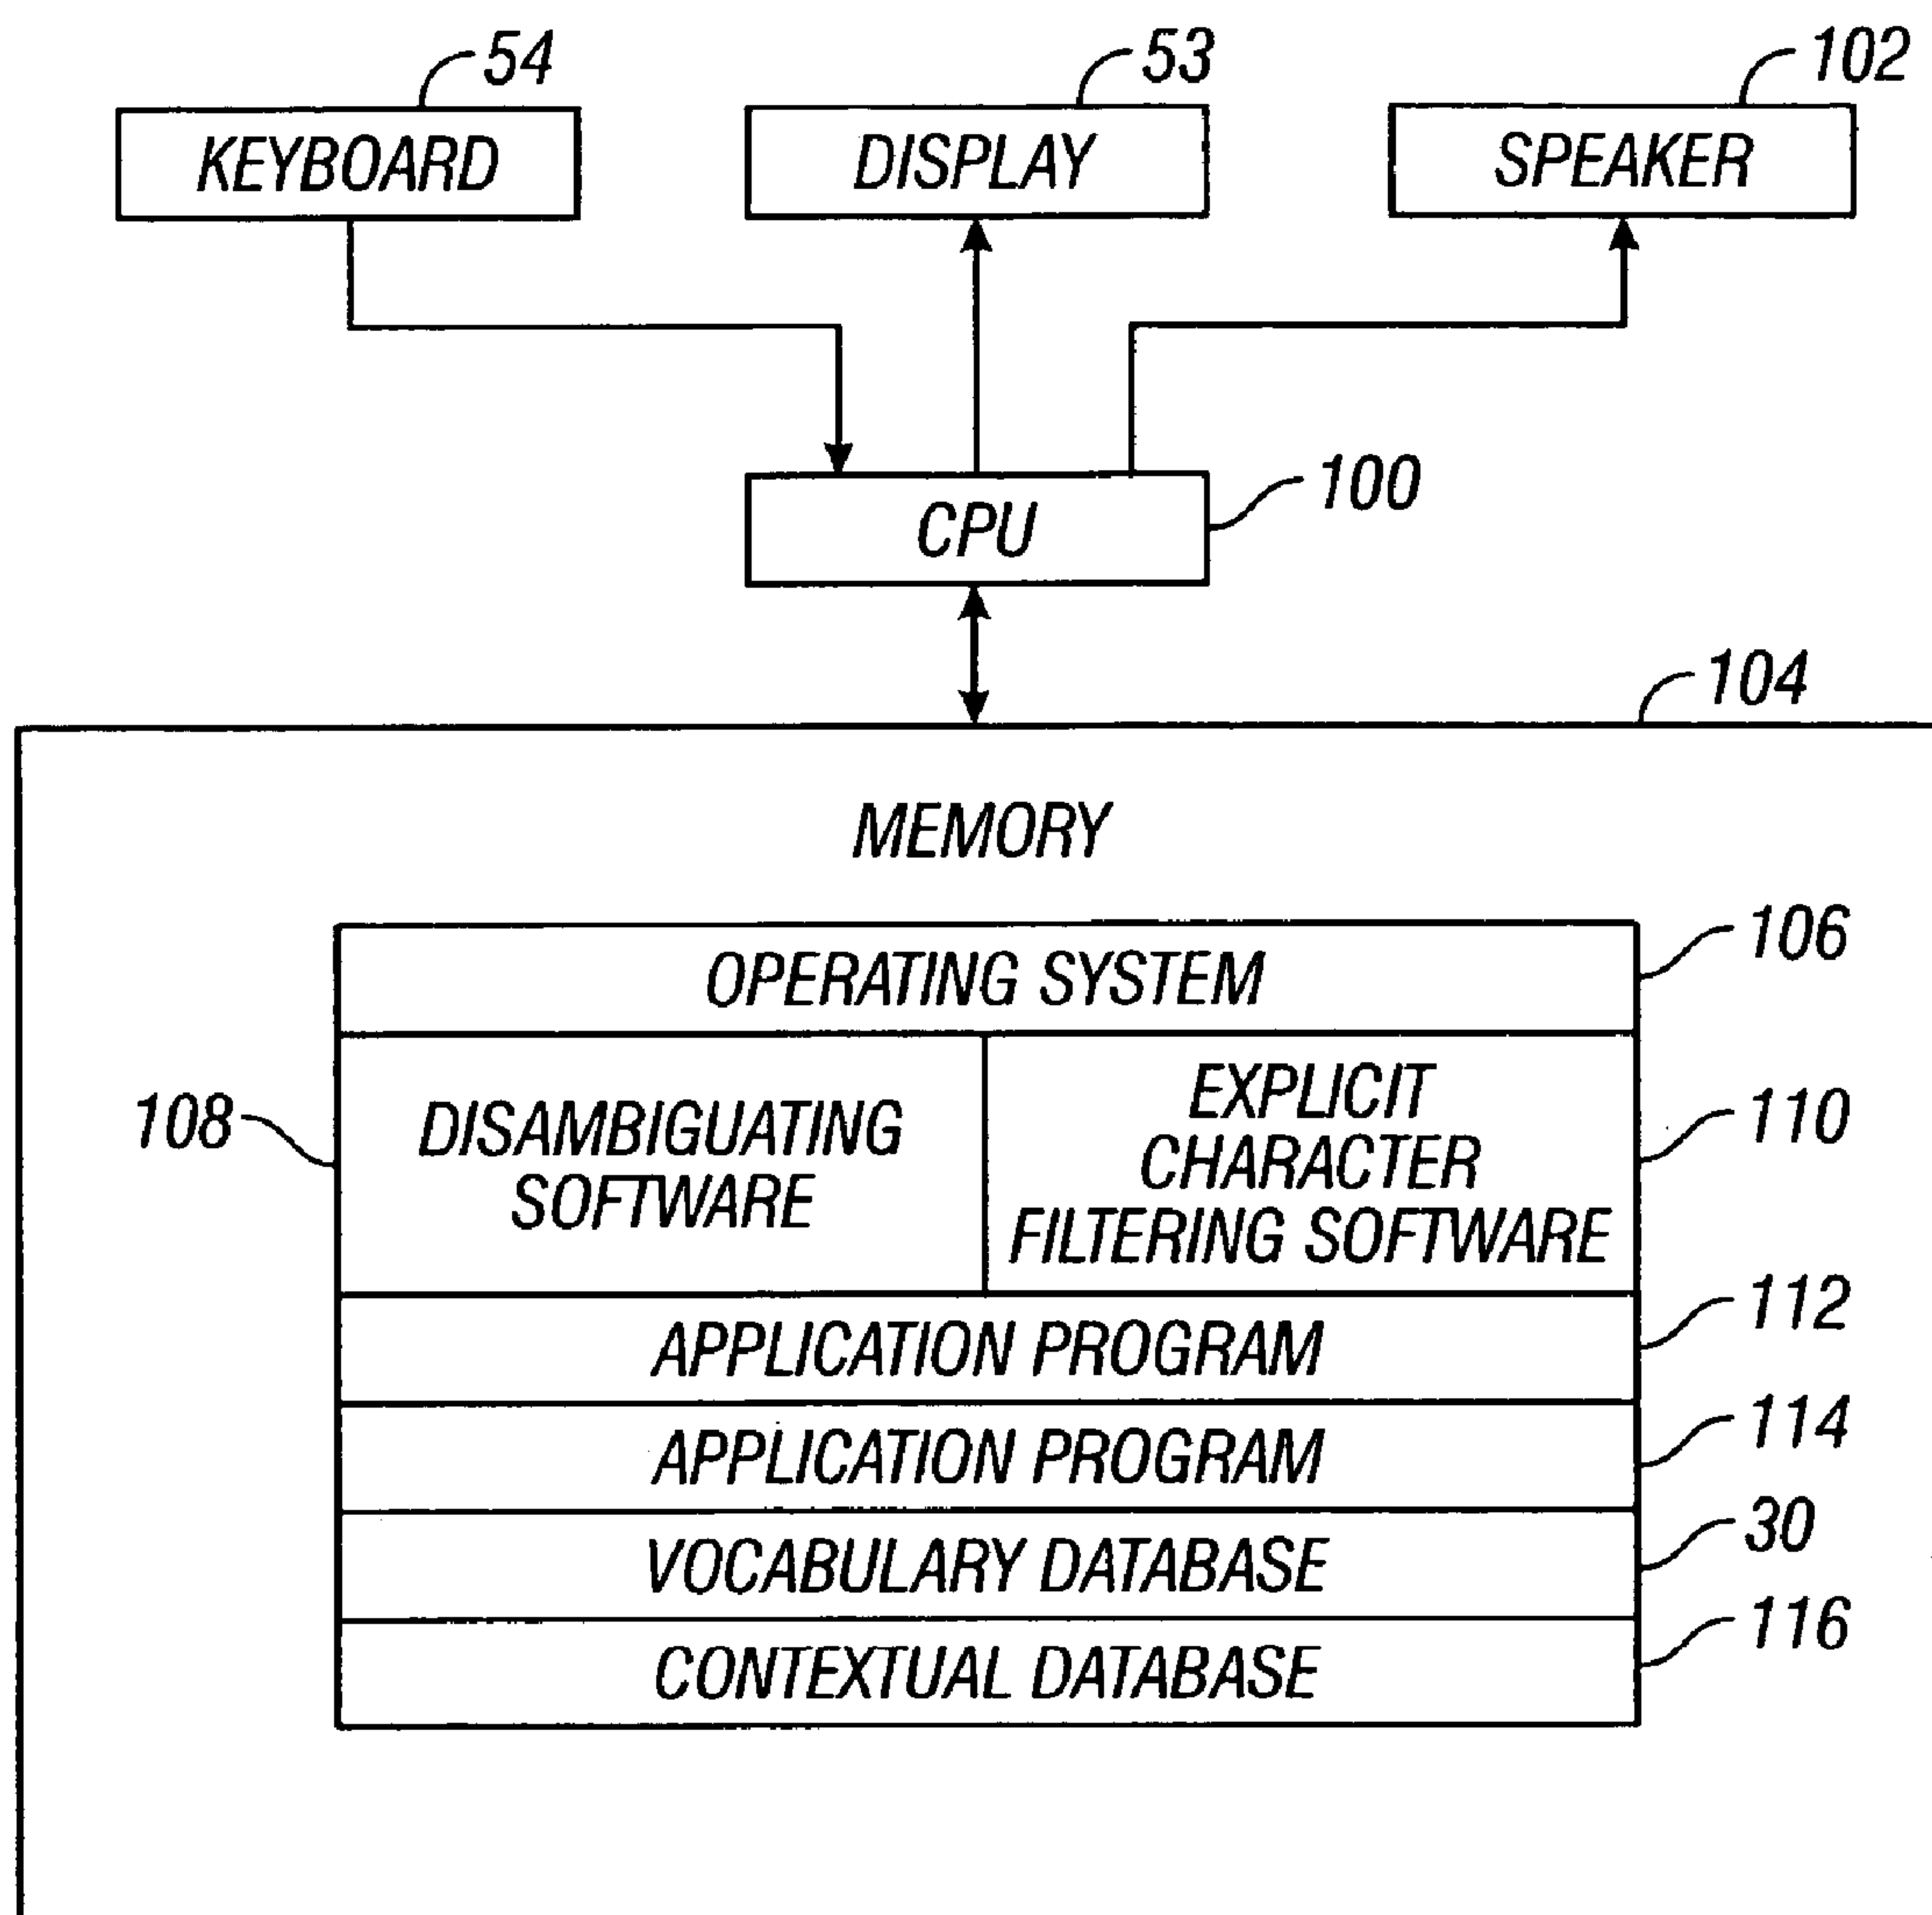 54
53
102
KEYBOARD
DISPLAY
SPEAKER
100
CPU
104
MEMORY
106
OPERATING SYSTEM
108
DISAMBIGUATING
SOFTWARE
EXPLICIT
CHARACTER
FILTERING SOFTWARE
110
112
APPLICATION PROGRAM
114
APPLICATION PROGRAM
30
VOCABULARY DATABASE
116
CONTEXTUAL DATABASE